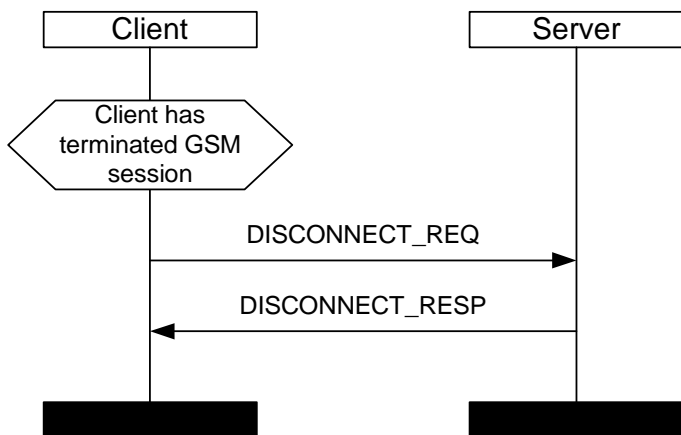 Client
Server
Client has
terminated GSM
session
DISCONNECT_REQ
DISCONNECT_RESP